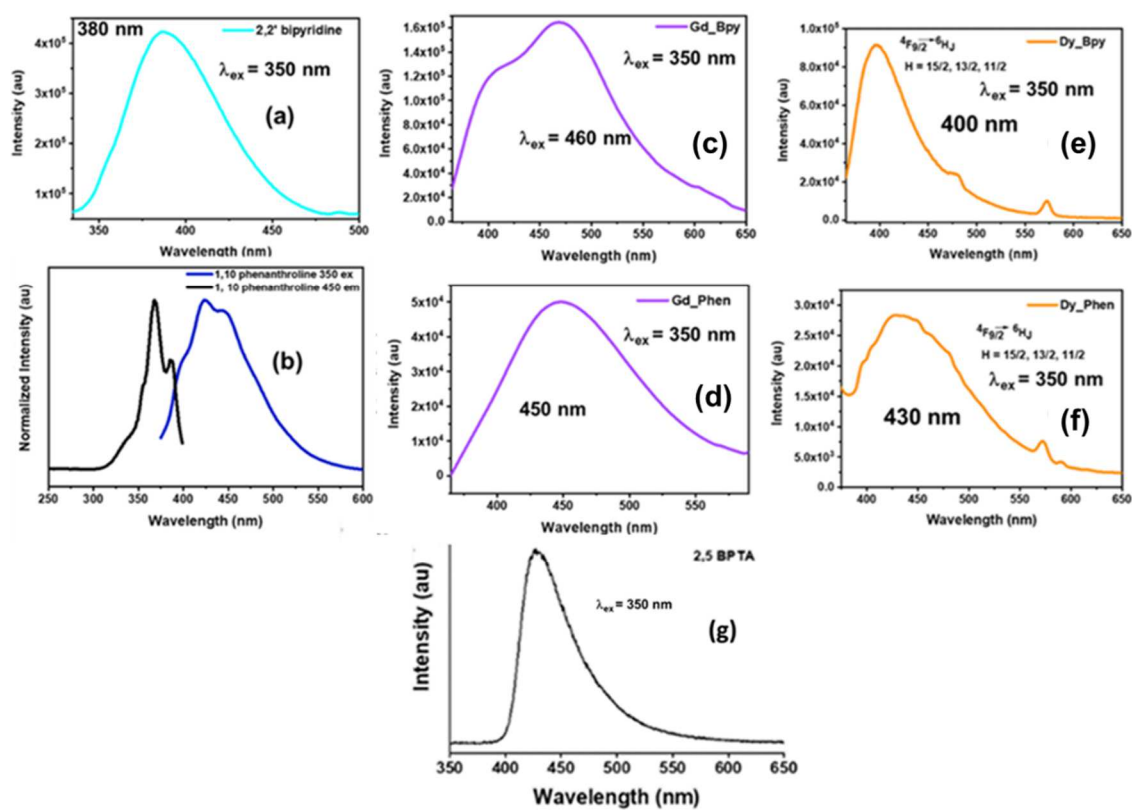 380 nm
2,2' bipyridine
λex = 350 nm
(a)
4x10⁵
3x10⁵
2x10⁵
1x10⁵
Intensity (au)
350 400 450 500
Wavelength (nm)
Gd_Bpy
λex = 350 nm
λex = 460 nm
(c)
1.6x10⁵
1.4x10⁵
1.2x10⁵
1.0x10⁵
8.0x10⁴
6.0x10⁴
4.0x10⁴
2.0x10⁴
0.0
Intensity (au)
400 450 500 550 600 650
Wavelength (nm)
⁴F9/2→⁶HJ
Dy_Bpy
H = 15/2, 13/2, 11/2
λex = 350 nm
400 nm
(e)
1.0x10⁵
8.0x10⁴
6.0x10⁴
4.0x10⁴
2.0x10⁴
0.0
Intensity (au)
400 450 500 550 600 650
Wavelength (nm)
1,10 phenanthroline 350 ex
1, 10 phenanthroline 450 em
(b)
Normalized Intensity (au)
250 300 350 400 450 500 550 600
Wavelength (nm)
Gd_Phen
λex = 350 nm
450 nm
(d)
5x10⁴
4x10⁴
3x10⁴
2x10⁴
1x10⁴
0
Intensity (au)
400 450 500 550
Wavelength (nm)
Dy_Phen
⁴F9/2→⁶HJ
H = 15/2, 13/2, 11/2
λex = 350 nm
430 nm
(f)
3.0x10⁴
2.5x10⁴
2.0x10⁴
1.5x10⁴
1.0x10⁴
5.0x10³
0.0
Intensity (au)
400 450 500 550 600 650
Wavelength (nm)
2,5 BPTA
λex = 350 nm
(g)
Intensity (au)
350 400 450 500 550 600 650
Wavelength (nm)